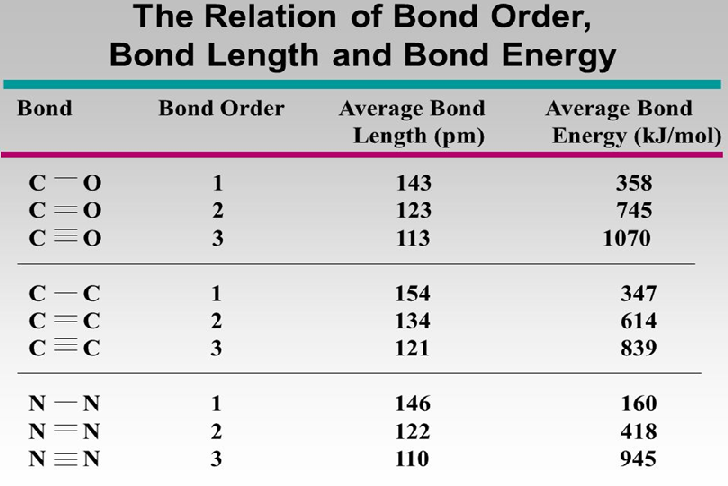 The Relation of Bond Order,
Bond Length and Bond Energy
Bond Bond Order Average Bond Average Bond
Length (pm) Energy (kJ/mol)
C — O 1 143 358
C = O 2 123 745
C ≡ O 3 113 1070
C — C 1 154 347
C = C 2 134 614
C ≡ C 3 121 839
N — N 1 146 160
N = N 2 122 418
N ≡ N 3 110 945